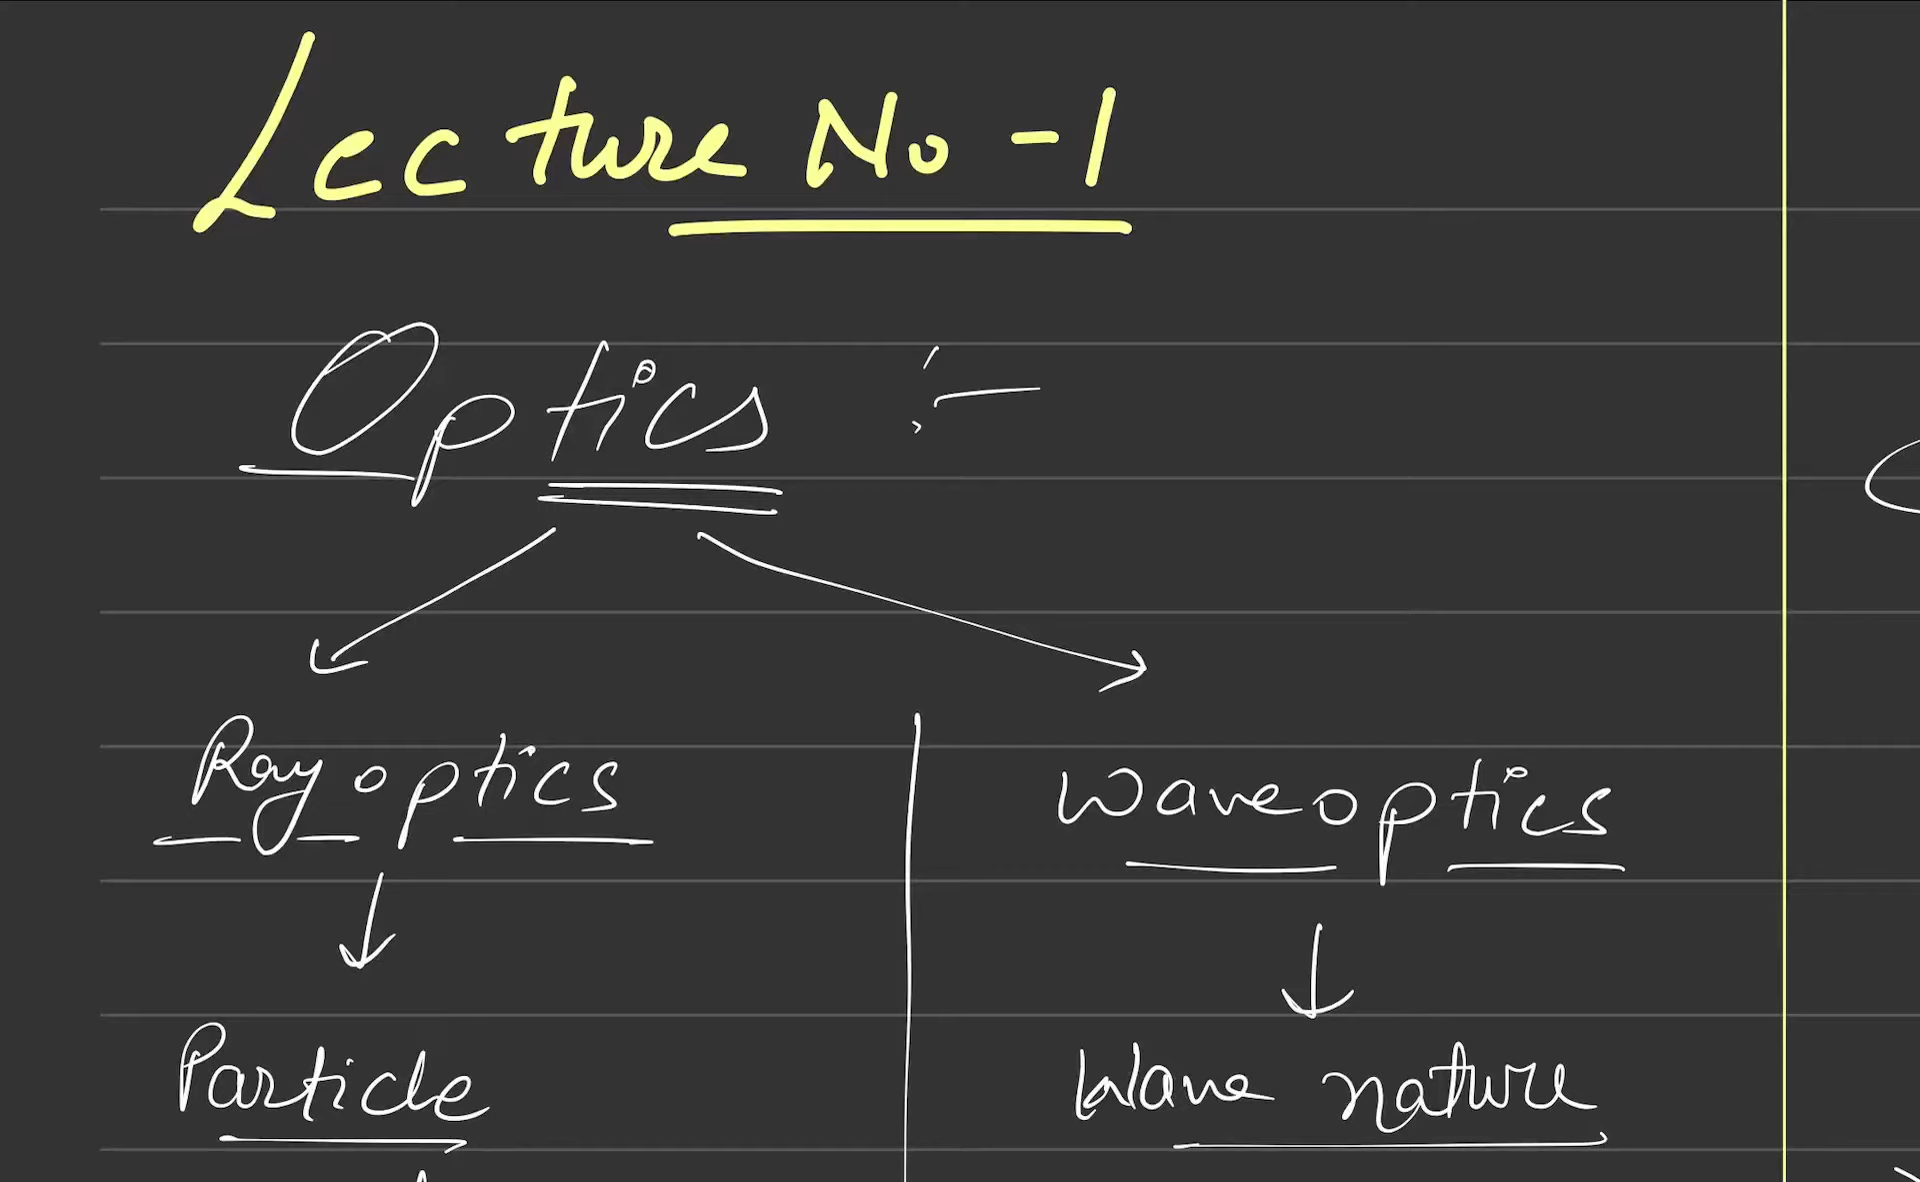 Lecture No -1
Optics :-
Ray optics
Wave optics
Particle
Wave nature